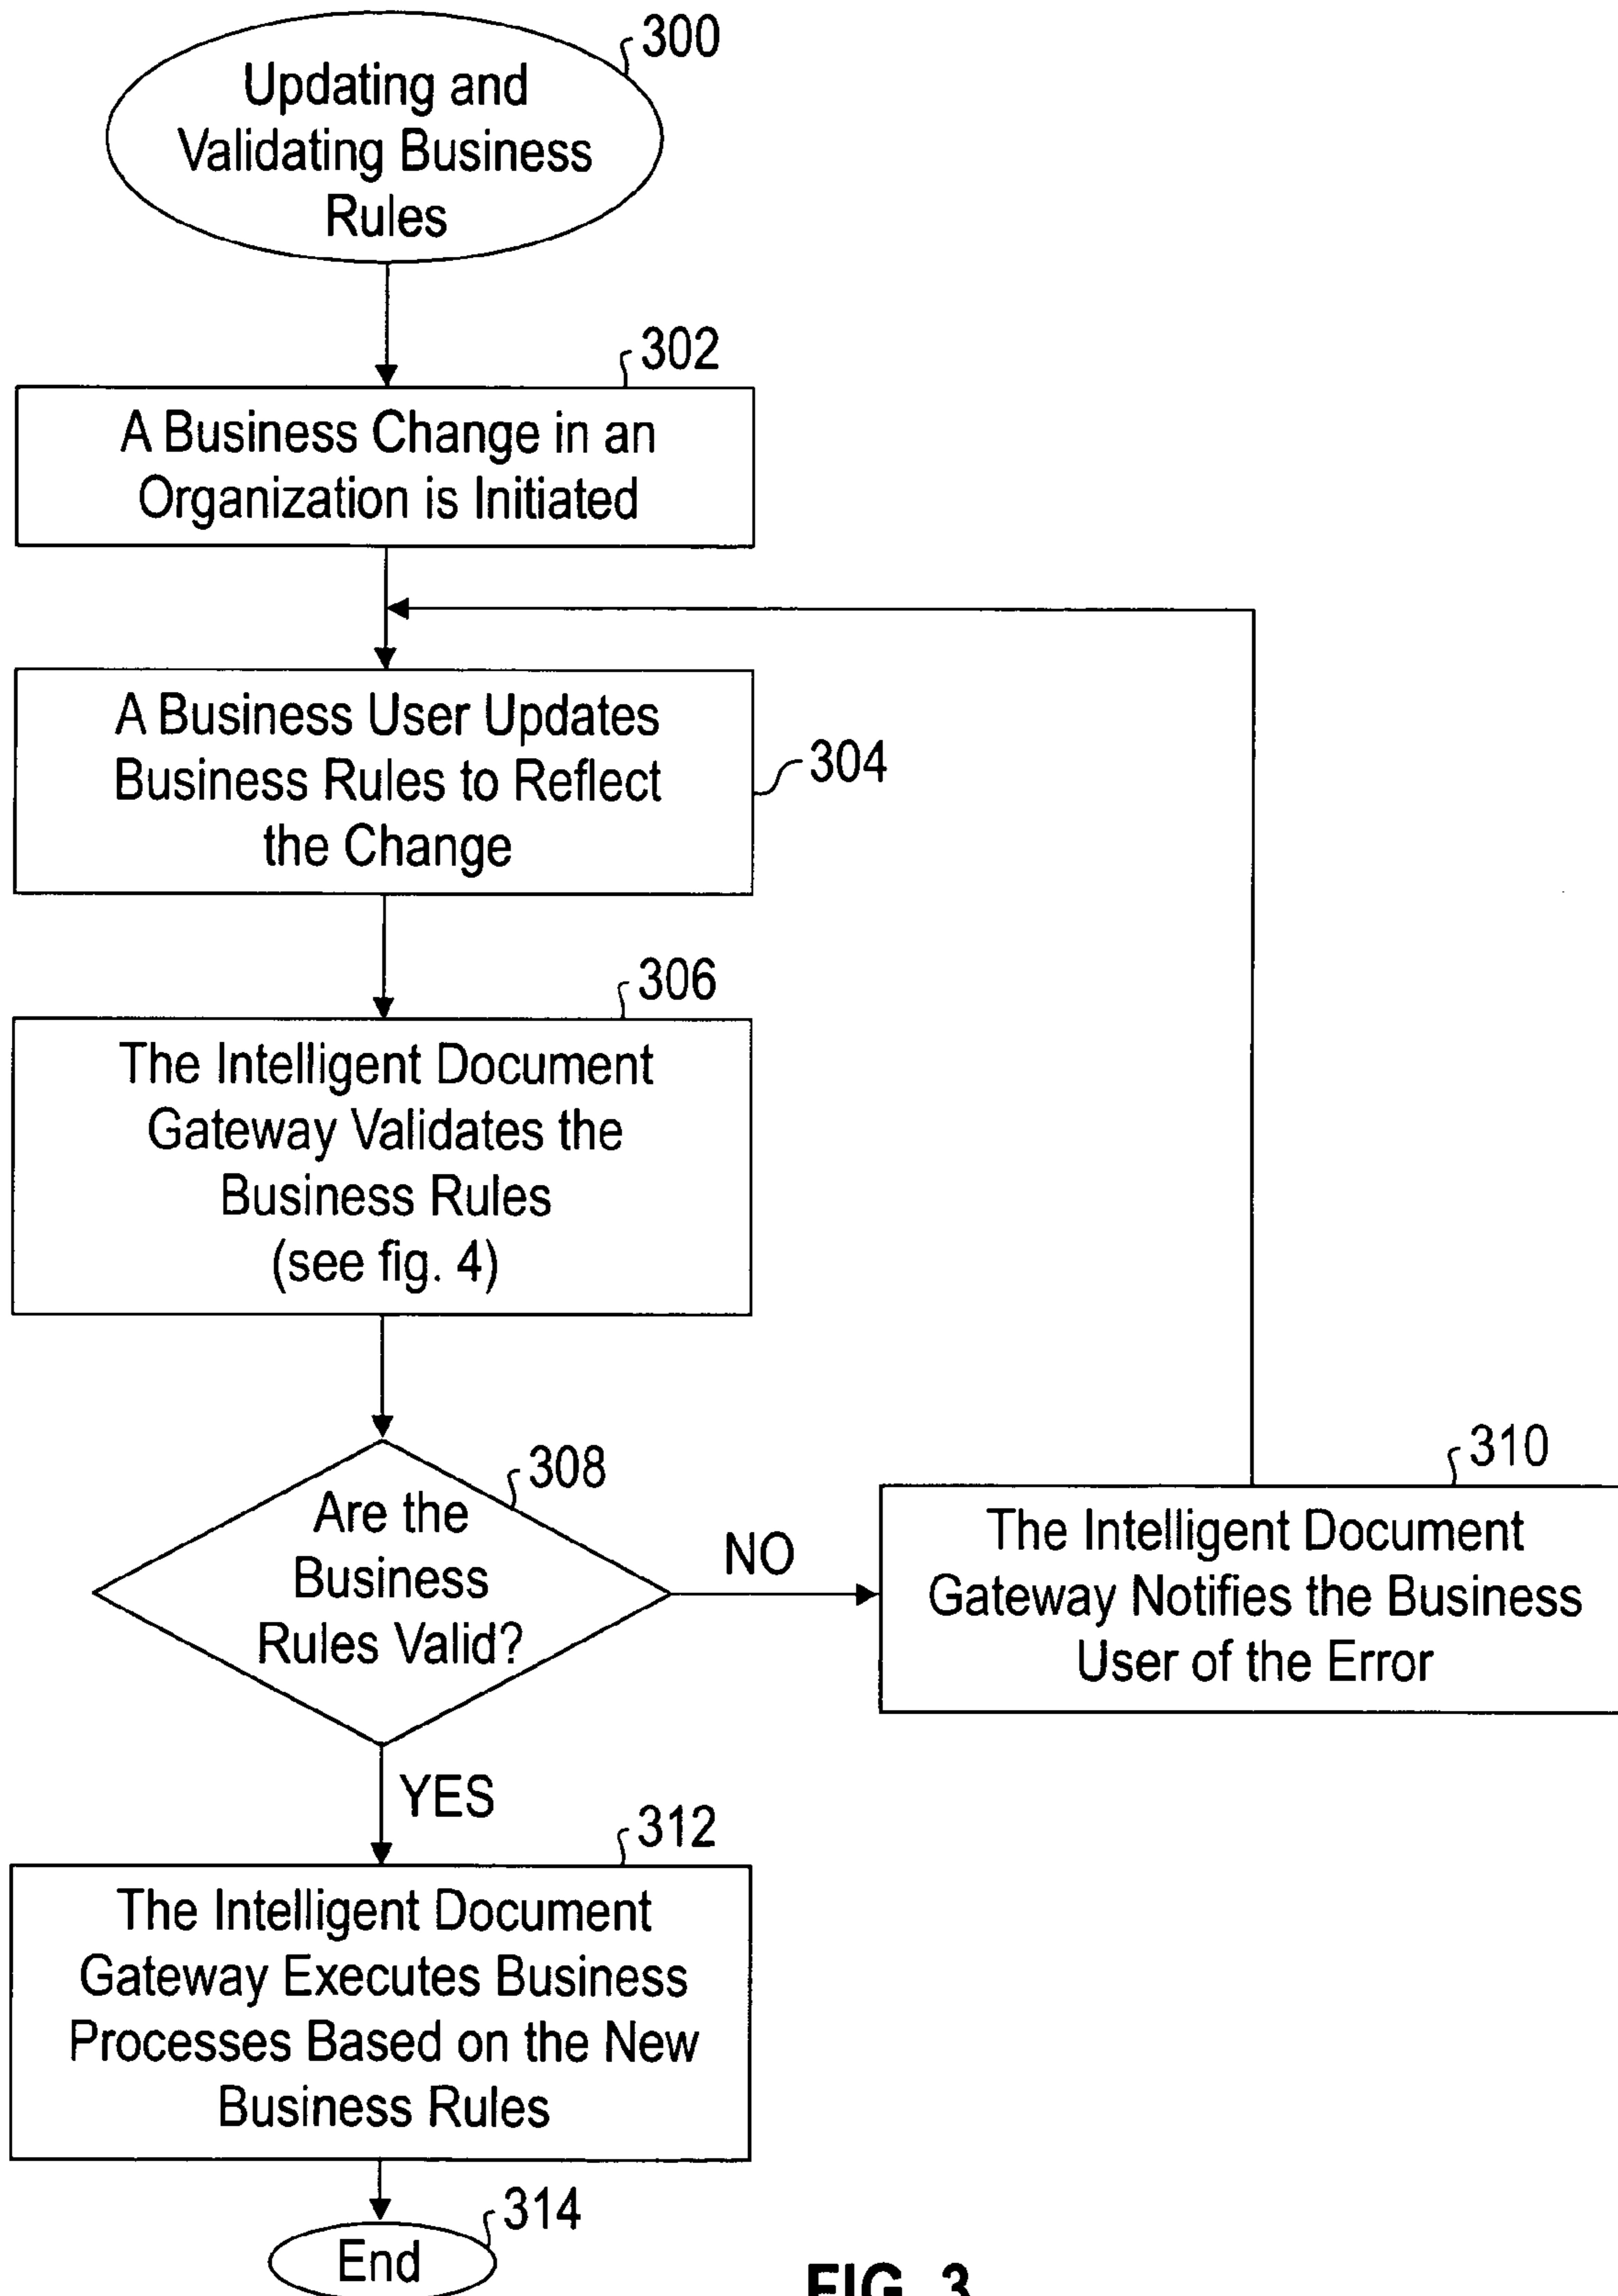 300
Updating and
Validating Business
Rules
302
A Business Change in an
Organization is Initiated
A Business User Updates
Business Rules to Reflect
the Change
304
306
The Intelligent Document
Gateway Validates the
Business Rules
(see fig. 4)
308
Are the
Business
Rules Valid?
NO
310
The Intelligent Document
Gateway Notifies the Business
User of the Error
YES
312
The Intelligent Document
Gateway Executes Business
Processes Based on the New
Business Rules
314
End
FIG. 3